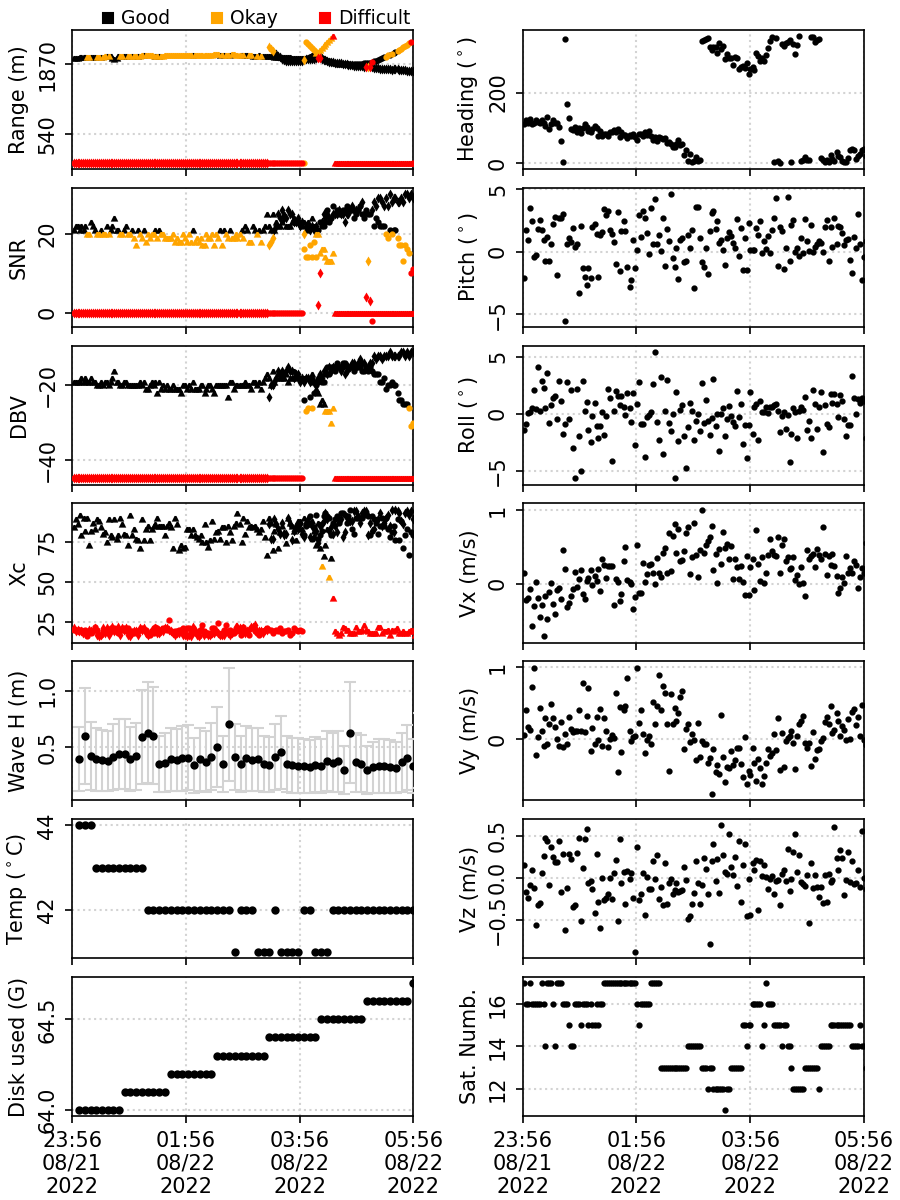 Good Okay Difficult
Range (m)
1870
540
Heading (°)
200
0
SNR
20
0
Pitch (°)
5
0
−5
DBV
−20
−40
Roll (°)
5
0
−5
Xc
75
50
25
Vx (m/s)
1
0
Wave H (m)
1.0
0.5
Vy (m/s)
1
0
Temp (°C)
44
42
Vz (m/s)
0.5
0.0
−0.5
Disk used (G)
64.5
64.0
Sat. Numb.
16
14
12
23:56 01:56 03:56 05:56
08/21 08/22 08/22 08/22
2022 2022 2022 2022
23:56 01:56 03:56 05:56
08/21 08/22 08/22 08/22
2022 2022 2022 2022